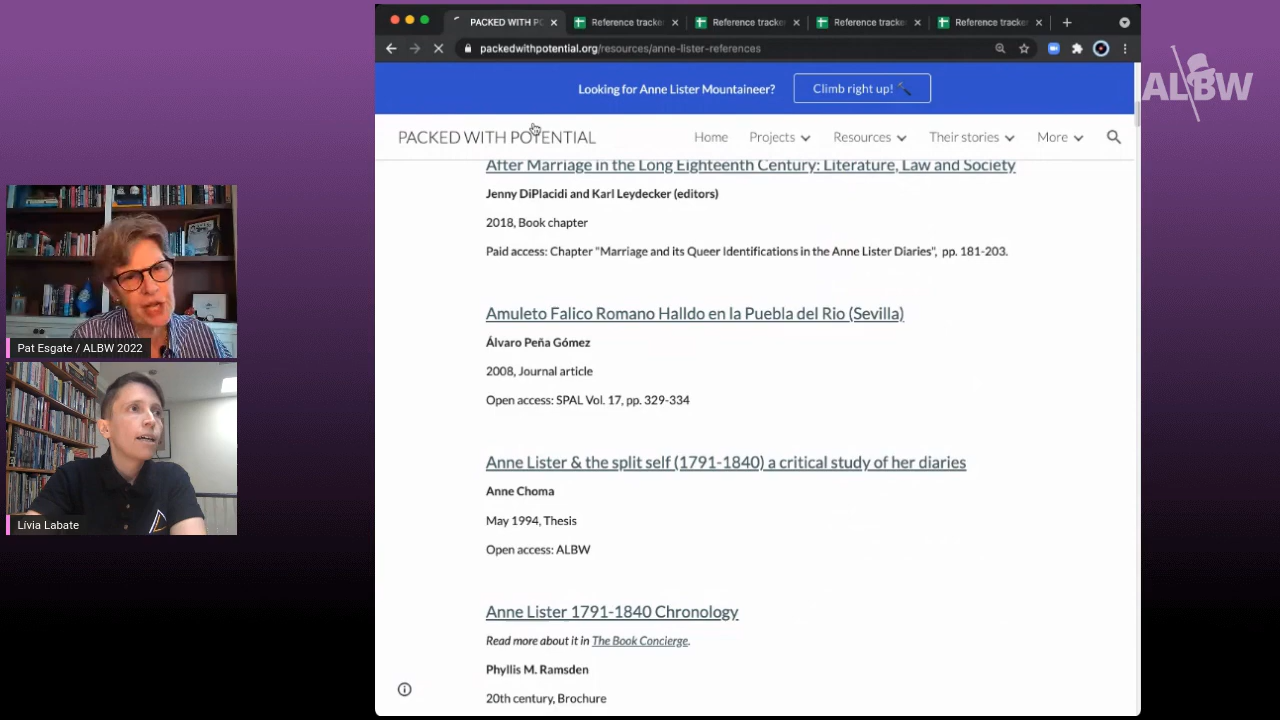 PACKED WITH PO
Reference tracke
Reference tracke
Reference tracke
Reference tracke
packedwithpotential.org/resources/anne-lister-references
Looking for Anne Lister Mountaineer?
Climb right up!
ALBW
PACKED WITH POTENTIAL
Home
Projects
Resources
Their stories
More
After Marriage in the Long Eighteenth Century: Literature, Law and Society
Jenny DiPlacidi and Karl Leydecker (editors)
2018, Book chapter
Paid access: Chapter "Marriage and its Queer Identifications in the Anne Lister Diaries", pp. 181-203.
Amuleto Falico Romano Halldo en la Puebla del Rio (Sevilla)
Álvaro Peña Gómez
2008, Journal article
Open access: SPAL Vol. 17, pp. 329-334
Anne Lister & the split self (1791-1840) a critical study of her diaries
Anne Choma
May 1994, Thesis
Open access: ALBW
Anne Lister 1791-1840 Chronology
Read more about it in The Book Concierge.
Phyllis M. Ramsden
20th century, Brochure
Pat Esgate / ALBW 2022
Lívia Labate